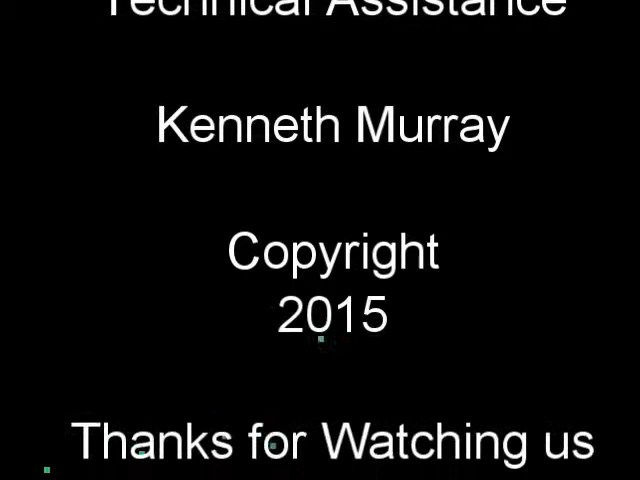 Technical Assistance
Kenneth Murray
Copyright
2015
Thanks for Watching us